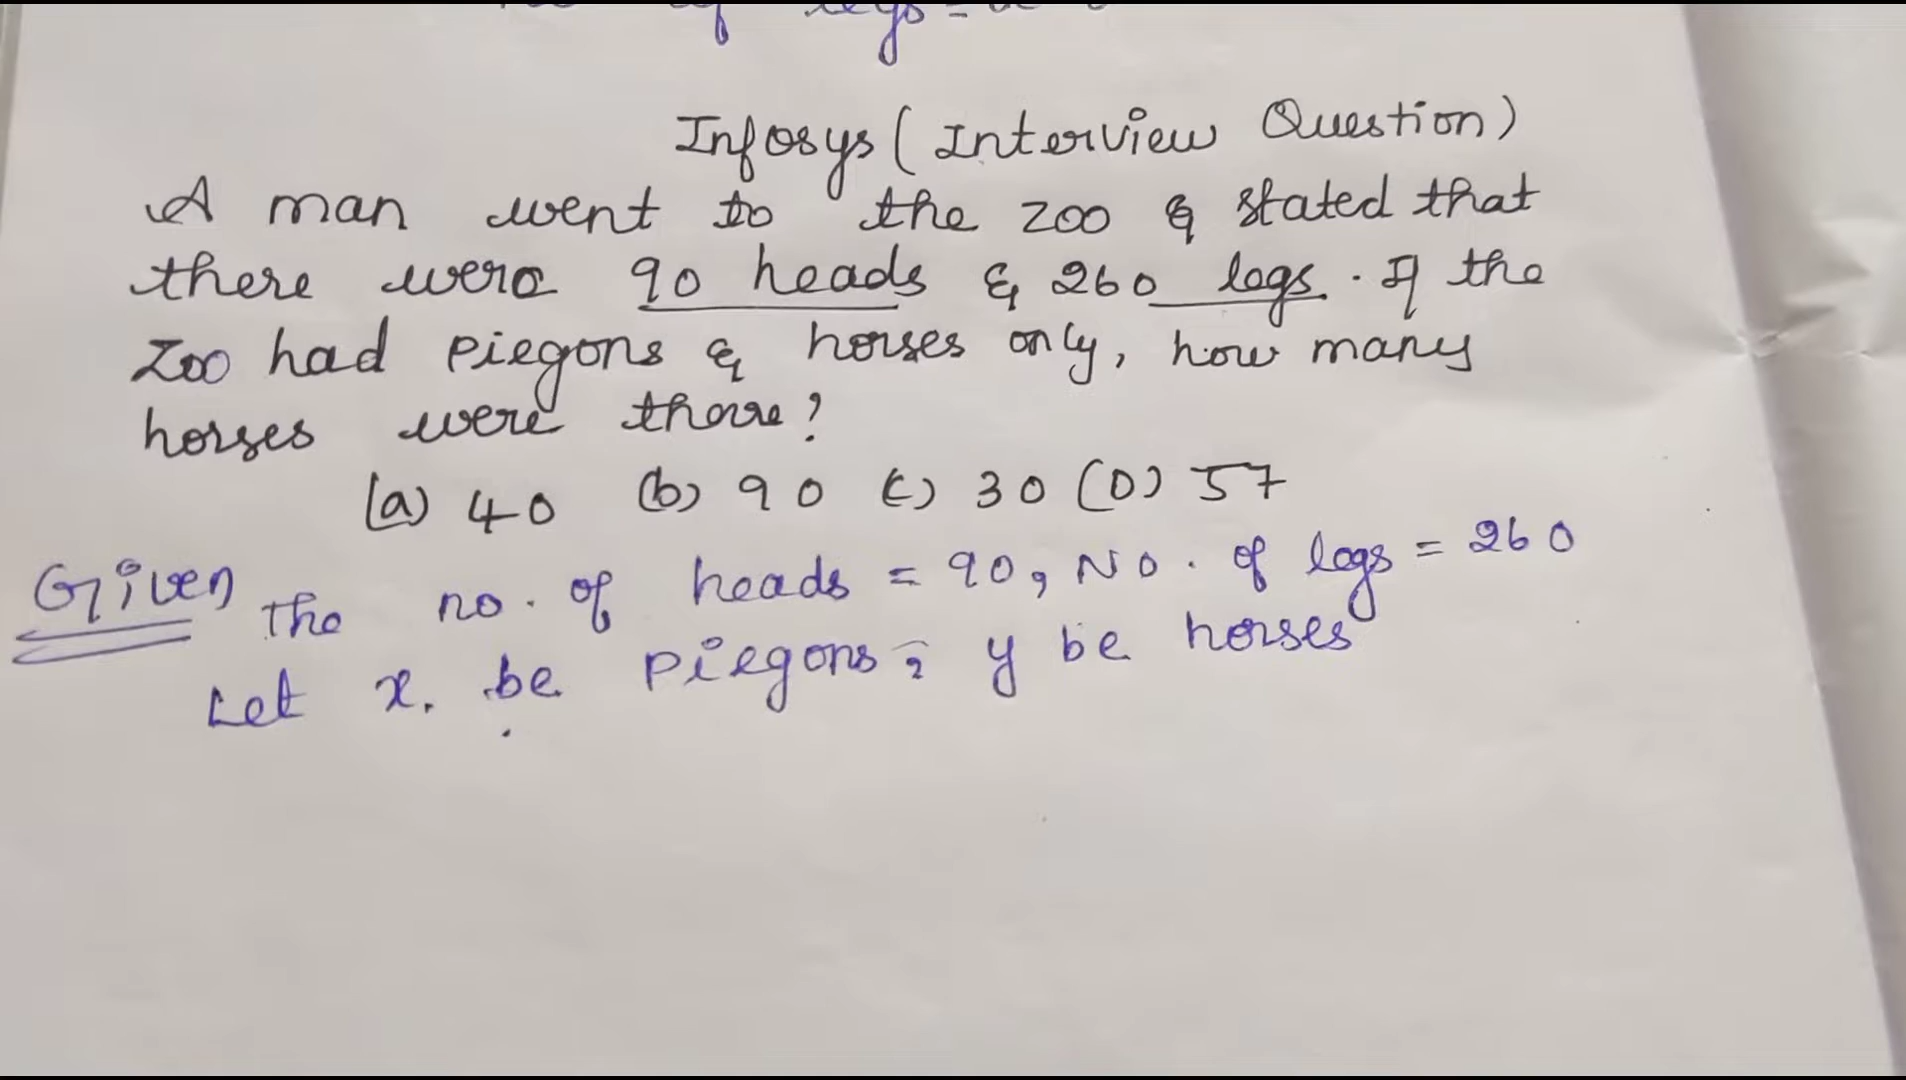 of legs =
Infosys (Interview Question)
A man went to the zoo & stated that
there were 90 heads & 260 legs. If the
Zoo had piegons & horses only, how many
horses were there?
(a) 40 (b) 90 (c) 30 (D) 57
Given the no. of heads = 90, No. of legs = 260
Let x. be piegons, y be horses